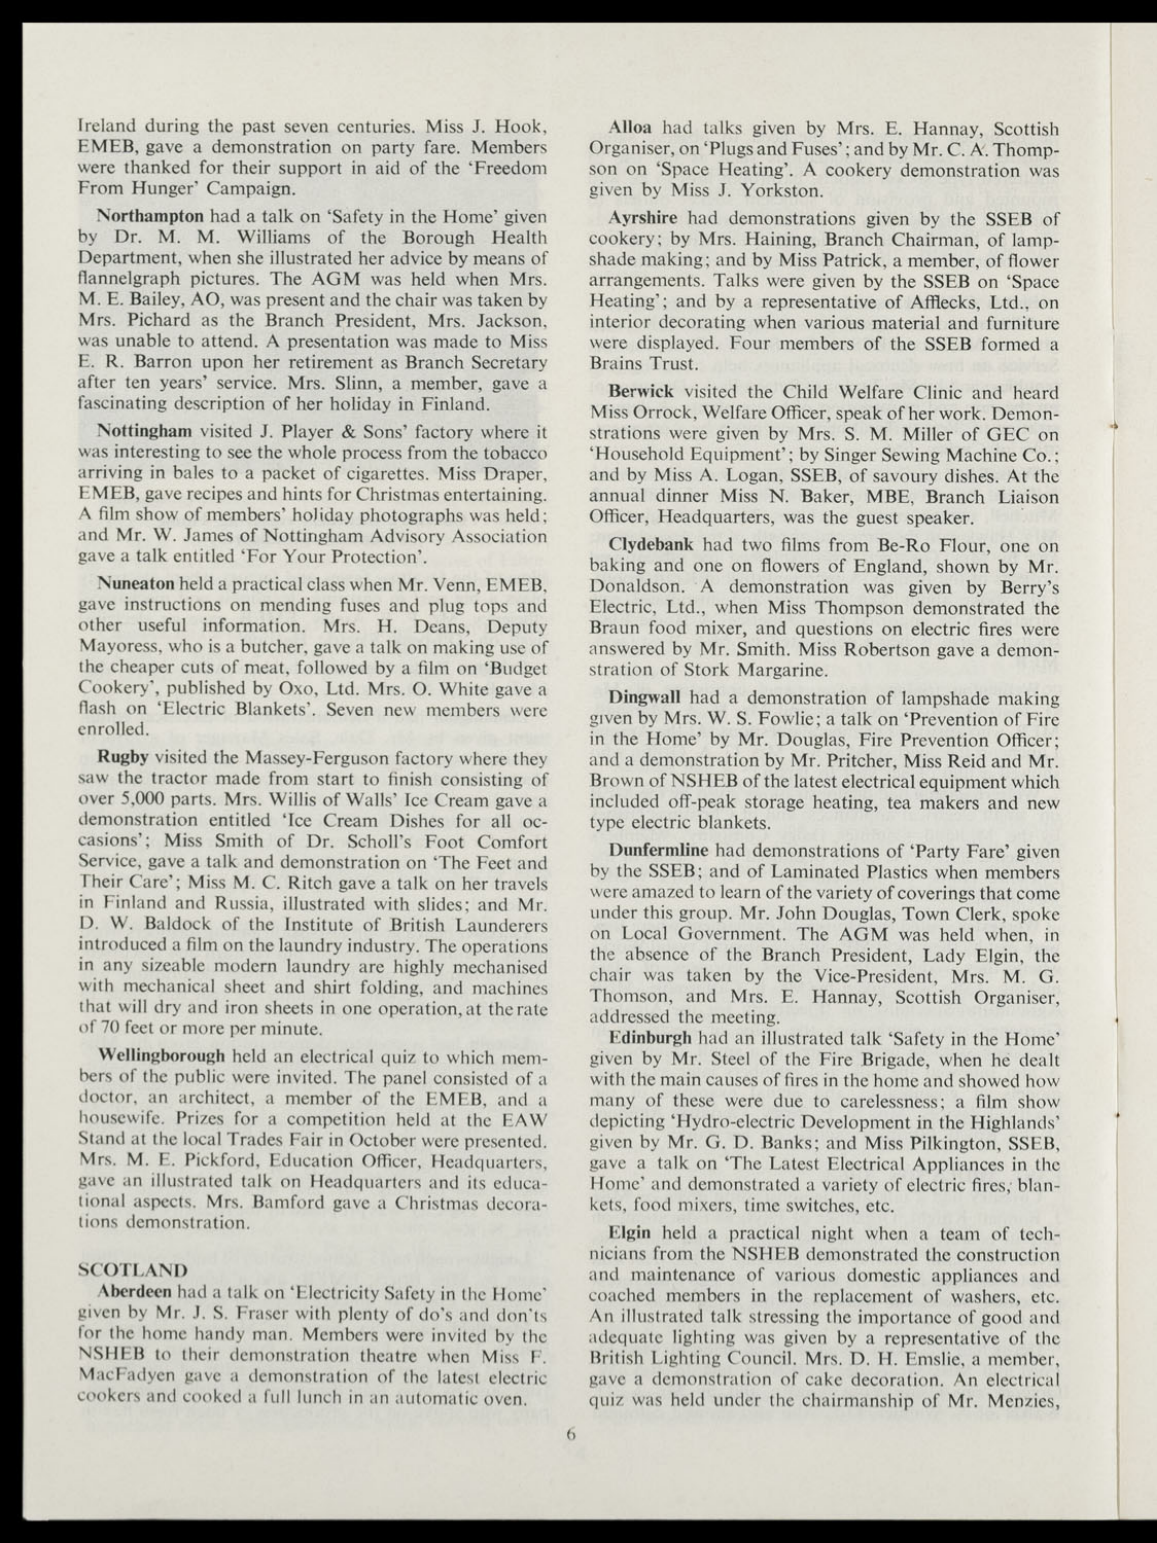 Ireland during the past seven centuries. Miss J. Hook,
EMEB, gave a demonstration on party fare. Members
were thanked for their support in aid of the ‘Freedom
From Hunger’ Campaign.
Northampton had a talk on ‘Safety in the Home’ given
by Dr. M. M. Williams of the Borough Health
Department, when she illustrated her advice by means of
flannelgraph pictures. The AGM was held when Mrs.
M. E. Bailey, AO, was present and the chair was taken by
Mrs. Pichard as the Branch President, Mrs. Jackson,
was unable to attend. A presentation was made to Miss
E. R. Barron upon her retirement as Branch Secretary
after ten years’ service. Mrs. Slinn, a member, gave a
fascinating description of her holiday in Finland.
Nottingham visited J. Player & Sons’ factory where it
was interesting to see the whole process from the tobacco
arriving in bales to a packet of cigarettes. Miss Draper,
EMEB, gave recipes and hints for Christmas entertaining.
A film show of members’ holiday photographs was held;
and Mr. W. James of Nottingham Advisory Association
gave a talk entitled ‘For Your Protection’.
Nuneaton held a practical class when Mr. Venn, EMEB,
gave instructions on mending fuses and plug tops and
other useful information. Mrs. H. Deans, Deputy
Mayoress, who is a butcher, gave a talk on making use of
the cheaper cuts of meat, followed by a film on ‘Budget
Cookery’, published by Oxo, Ltd. Mrs. O. White gave a
flash on ‘Electric Blankets’. Seven new members were
enrolled.
Rugby visited the Massey-Ferguson factory where they
saw the tractor made from start to finish consisting of
over 5,000 parts. Mrs. Willis of Walls’ Ice Cream gave a
demonstration entitled ‘Ice Cream Dishes for all oc-
casions’; Miss Smith of Dr. Scholl’s Foot Comfort
Service, gave a talk and demonstration on ‘The Feet and
Their Care’; Miss M. C. Ritch gave a talk on her travels
in Finland and Russia, illustrated with slides; and Mr.
D. W. Baldock of the Institute of British Launderers
introduced a film on the laundry industry. The operations
in any sizeable modern laundry are highly mechanised
with mechanical sheet and shirt folding, and machines
that will dry and iron sheets in one operation, at the rate
of 70 feet or more per minute.
Wellingborough held an electrical quiz to which mem-
bers of the public were invited. The panel consisted of a
doctor, an architect, a member of the EMEB, and a
housewife. Prizes for a competition held at the EAW
Stand at the local Trades Fair in October were presented.
Mrs. M. E. Pickford, Education Officer, Headquarters,
gave an illustrated talk on Headquarters and its educa-
tional aspects. Mrs. Bamford gave a Christmas decora-
tions demonstration.
SCOTLAND
Aberdeen had a talk on ‘Electricity Safety in the Home’
given by Mr. J. S. Fraser with plenty of do’s and don’ts
for the home handy man. Members were invited by the
NSHEB to their demonstration theatre when Miss F.
MacFadyen gave a demonstration of the latest electric
cookers and cooked a full lunch in an automatic oven.
Alloa had talks given by Mrs. E. Hannay, Scottish
Organiser, on ‘Plugs and Fuses’; and by Mr. C. A. Thomp-
son on ‘Space Heating’. A cookery demonstration was
given by Miss J. Yorkston.
Ayrshire had demonstrations given by the SSEB of
cookery; by Mrs. Haining, Branch Chairman, of lamp-
shade making; and by Miss Patrick, a member, of flower
arrangements. Talks were given by the SSEB on ‘Space
Heating’; and by a representative of Afflecks, Ltd., on
interior decorating when various material and furniture
were displayed. Four members of the SSEB formed a
Brains Trust.
Berwick visited the Child Welfare Clinic and heard
Miss Orrock, Welfare Officer, speak of her work. Demon-
strations were given by Mrs. S. M. Miller of GEC on
‘Household Equipment’; by Singer Sewing Machine Co.;
and by Miss A. Logan, SSEB, of savoury dishes. At the
annual dinner Miss N. Baker, MBE, Branch Liaison
Officer, Headquarters, was the guest speaker.
Clydebank had two films from Be-Ro Flour, one on
baking and one on flowers of England, shown by Mr.
Donaldson. A demonstration was given by Berry’s
Electric, Ltd., when Miss Thompson demonstrated the
Braun food mixer, and questions on electric fires were
answered by Mr. Smith. Miss Robertson gave a demon-
stration of Stork Margarine.
Dingwall had a demonstration of lampshade making
given by Mrs. W. S. Fowlie; a talk on ‘Prevention of Fire
in the Home’ by Mr. Douglas, Fire Prevention Officer;
and a demonstration by Mr. Pritcher, Miss Reid and Mr.
Brown of NSHEB of the latest electrical equipment which
included off-peak storage heating, tea makers and new
type electric blankets.
Dunfermline had demonstrations of ‘Party Fare’ given
by the SSEB; and of Laminated Plastics when members
were amazed to learn of the variety of coverings that come
under this group. Mr. John Douglas, Town Clerk, spoke
on Local Government. The AGM was held when, in
the absence of the Branch President, Lady Elgin, the
chair was taken by the Vice-President, Mrs. M. G.
Thomson, and Mrs. E. Hannay, Scottish Organiser,
addressed the meeting.
Edinburgh had an illustrated talk ‘Safety in the Home’
given by Mr. Steel of the Fire Brigade, when he dealt
with the main causes of fires in the home and showed how
many of these were due to carelessness; a film show
depicting ‘Hydro-electric Development in the Highlands’
given by Mr. G. D. Banks; and Miss Pilkington, SSEB,
gave a talk on ‘The Latest Electrical Appliances in the
Home’ and demonstrated a variety of electric fires, blan-
kets, food mixers, time switches, etc.
Elgin held a practical night when a team of tech-
nicians from the NSHEB demonstrated the construction
and maintenance of various domestic appliances and
coached members in the replacement of washers, etc.
An illustrated talk stressing the importance of good and
adequate lighting was given by a representative of the
British Lighting Council. Mrs. D. H. Emslie, a member,
gave a demonstration of cake decoration. An electrical
quiz was held under the chairmanship of Mr. Menzies,
6